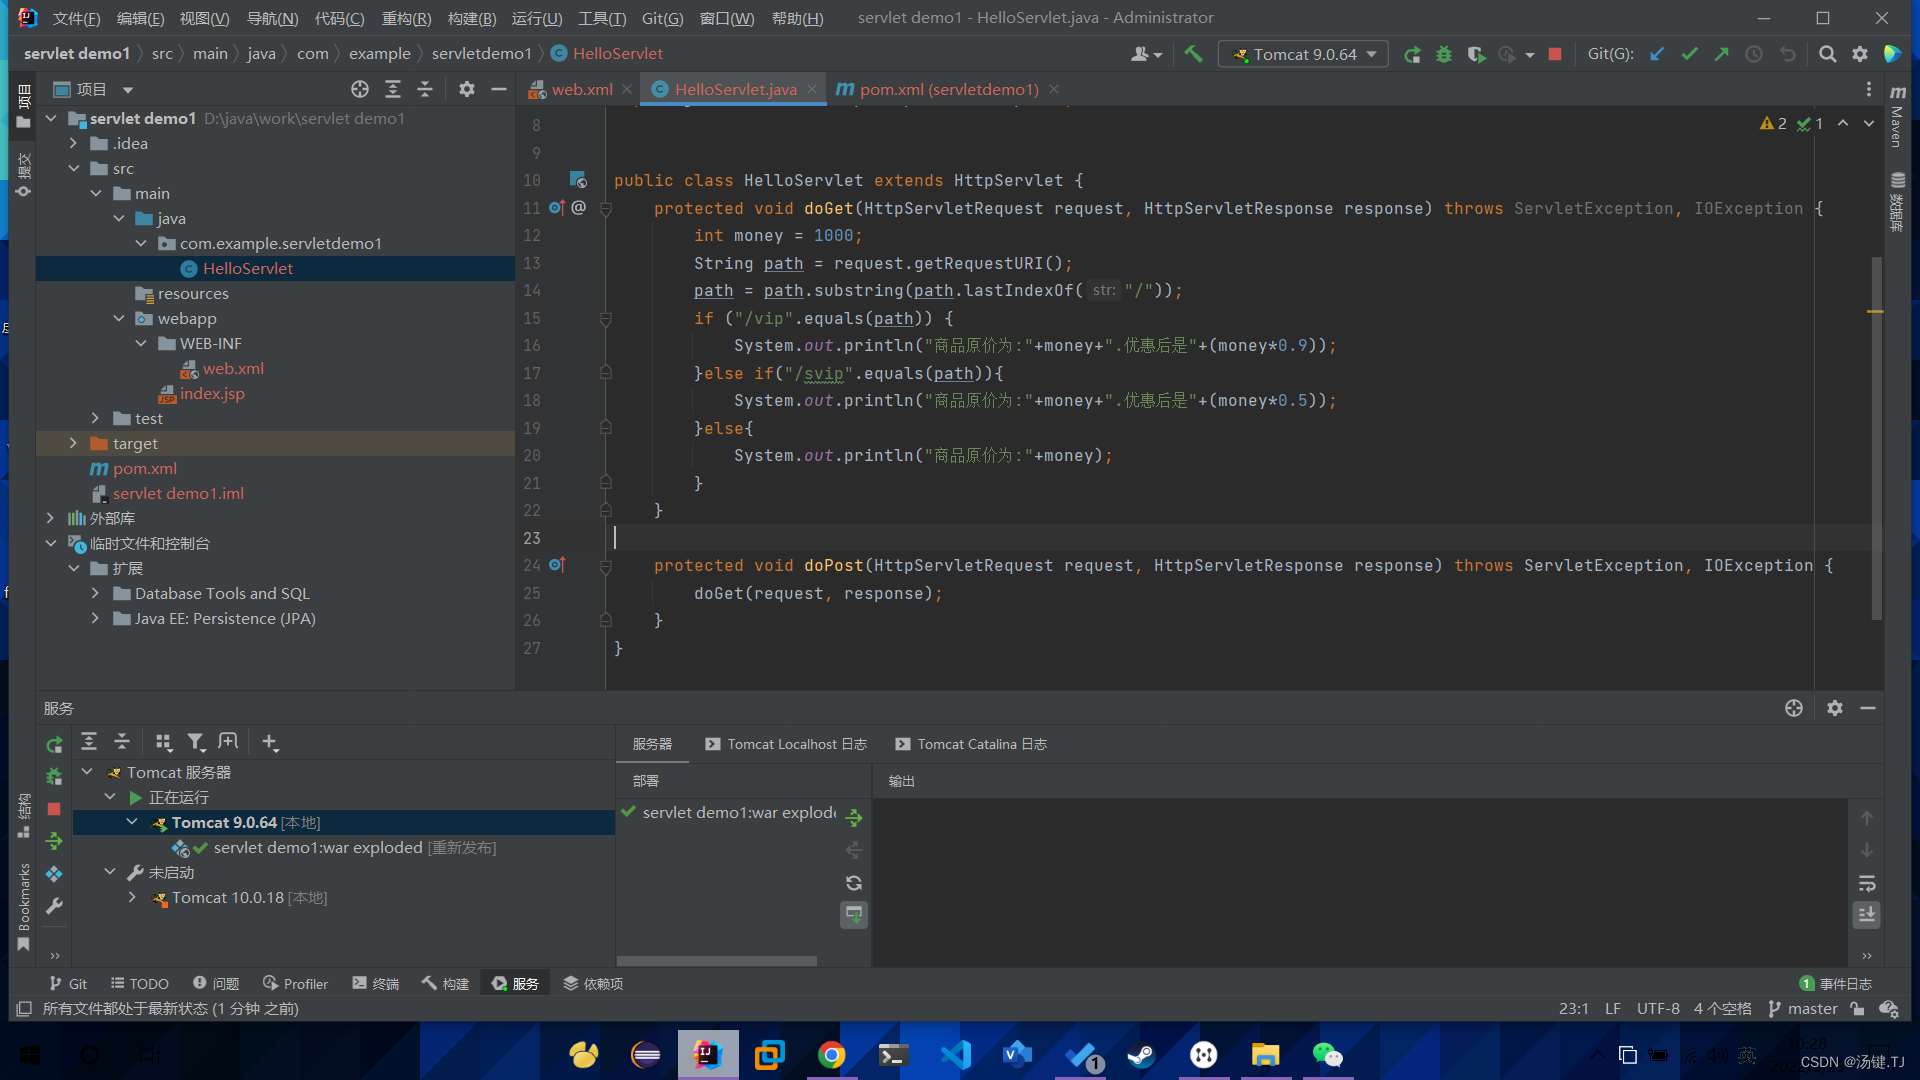 文件(F) 编辑(E) 视图(V) 导航(N) 代码(C) 重构(R) 构建(B) 运行(U) 工具(T) Git(G) 窗口(W) 帮助(H) servlet demo1 - HelloServlet.java - Administrator
servlet demo1 src main java com example servletdemo1 HelloServlet
Tomcat 9.0.64 Git(G):
项目
web.xml
HelloServlet.java
pom.xml (servletdemo1)
项目
提交
servlet demo1 D:\java\work\servlet demo1
.idea
src
main
java
com.example.servletdemo1
HelloServlet
resources
webapp
WEB-INF
web.xml
index.jsp
test
target
pom.xml
servlet demo1.iml
外部库
临时文件和控制台
扩展
Database Tools and SQL
Java EE: Persistence (JPA)
2 1
Maven
数据库
8
9
10 public class HelloServlet extends HttpServlet {
11 @ protected void doGet(HttpServletRequest request, HttpServletResponse response) throws ServletException, IOException {
12 int money = 1000;
13 String path = request.getRequestURI();
14 path = path.substring(path.lastIndexOf( str: "/"));
15 if ("/vip".equals(path)) {
16 System.out.println("商品原价为:"+money+".优惠后是"+(money*0.9));
17 }else if("/svip".equals(path)){
18 System.out.println("商品原价为:"+money+".优惠后是"+(money*0.5));
19 }else{
20 System.out.println("商品原价为:"+money);
21 }
22 }
23
24 protected void doPost(HttpServletRequest request, HttpServletResponse response) throws ServletException, IOException {
25 doGet(request, response);
26 }
27 }
服务
服务器 Tomcat Localhost 日志 Tomcat Catalina 日志
部署 输出
Tomcat 服务器
正在运行
Tomcat 9.0.64 [本地]
servlet demo1:war exploded [重新发布]
未启动
Tomcat 10.0.18 [本地]
servlet demo1:war explode
结构
Bookmarks
Git TODO 问题 Profiler 终端 构建 服务 依赖项 1 事件日志
所有文件都处于最新状态 (1 分钟 之前) 23:1 LF UTF-8 4 个空格 master
1
英
10:28
CSDN @汤键.TJ